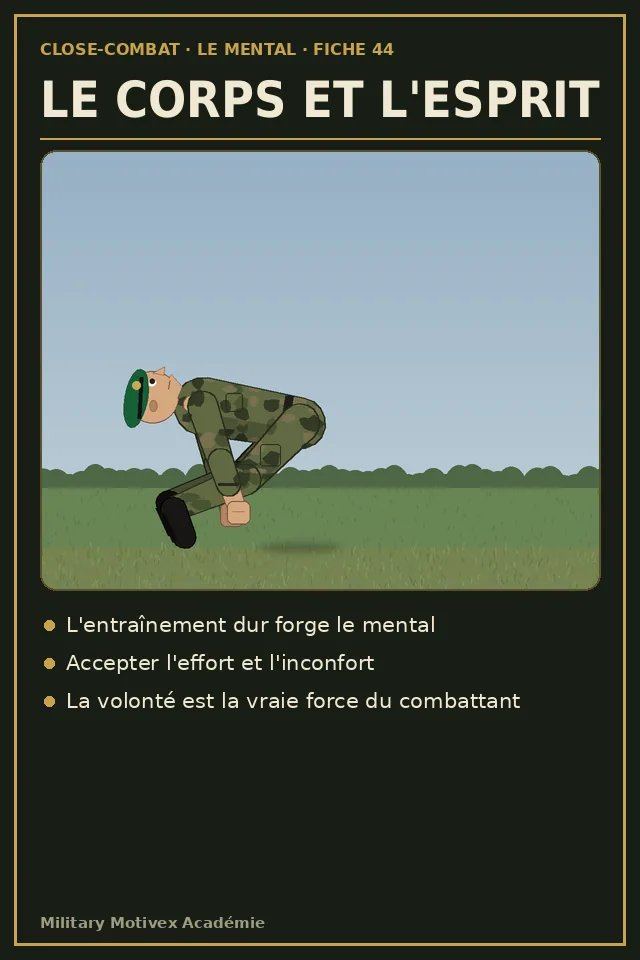 CLOSE-COMBAT · LE MENTAL · FICHE 44
LE CORPS ET L'ESPRIT
L'entraînement dur forge le mental
Accepter l'effort et l'inconfort
La volonté est la vraie force du combattant
Military Motivex Académie